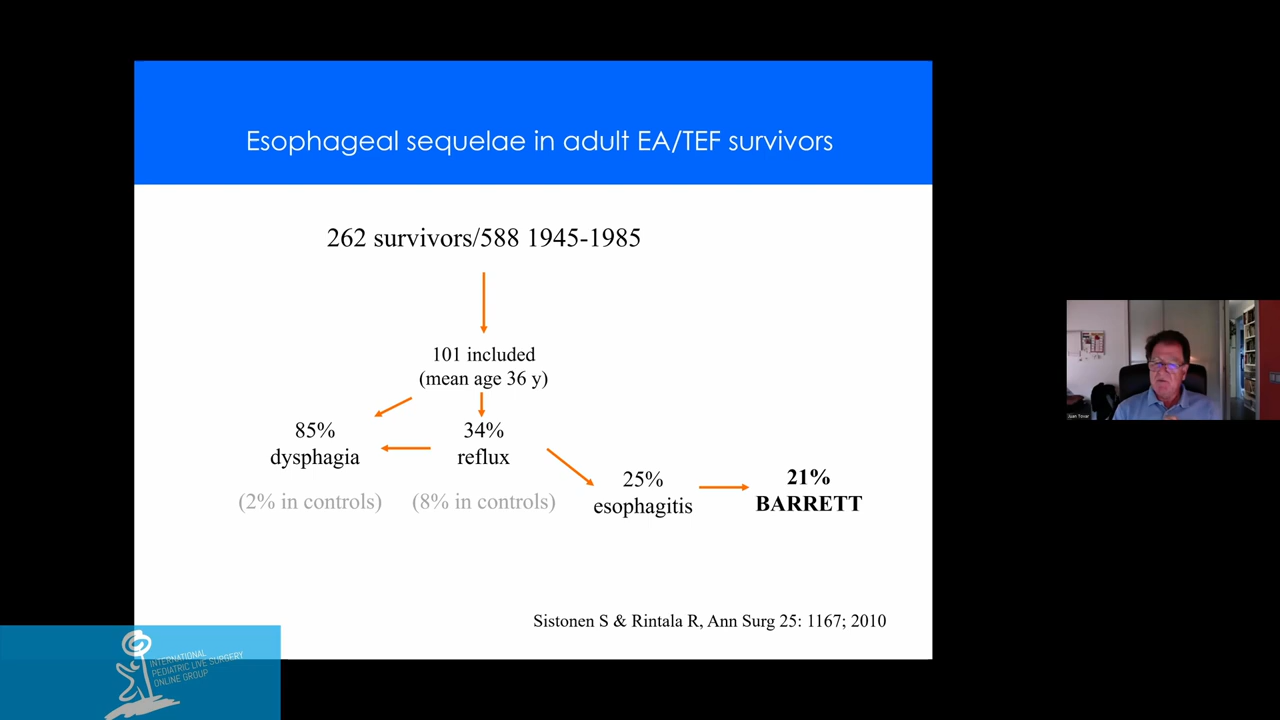 Esophageal sequelae in adult EA/TEF survivors
262 survivors/588 1945-1985
101 included
(mean age 36 y)
85%
dysphagia
(2% in controls)
34%
reflux
(8% in controls)
25%
esophagitis
21%
BARRETT
Sistonen S & Rintala R, Ann Surg 25: 1167; 2010
INTERNATIONAL
PEDIATRIC LIVE SURGERY
ONLINE GROUP
Juan Tovar